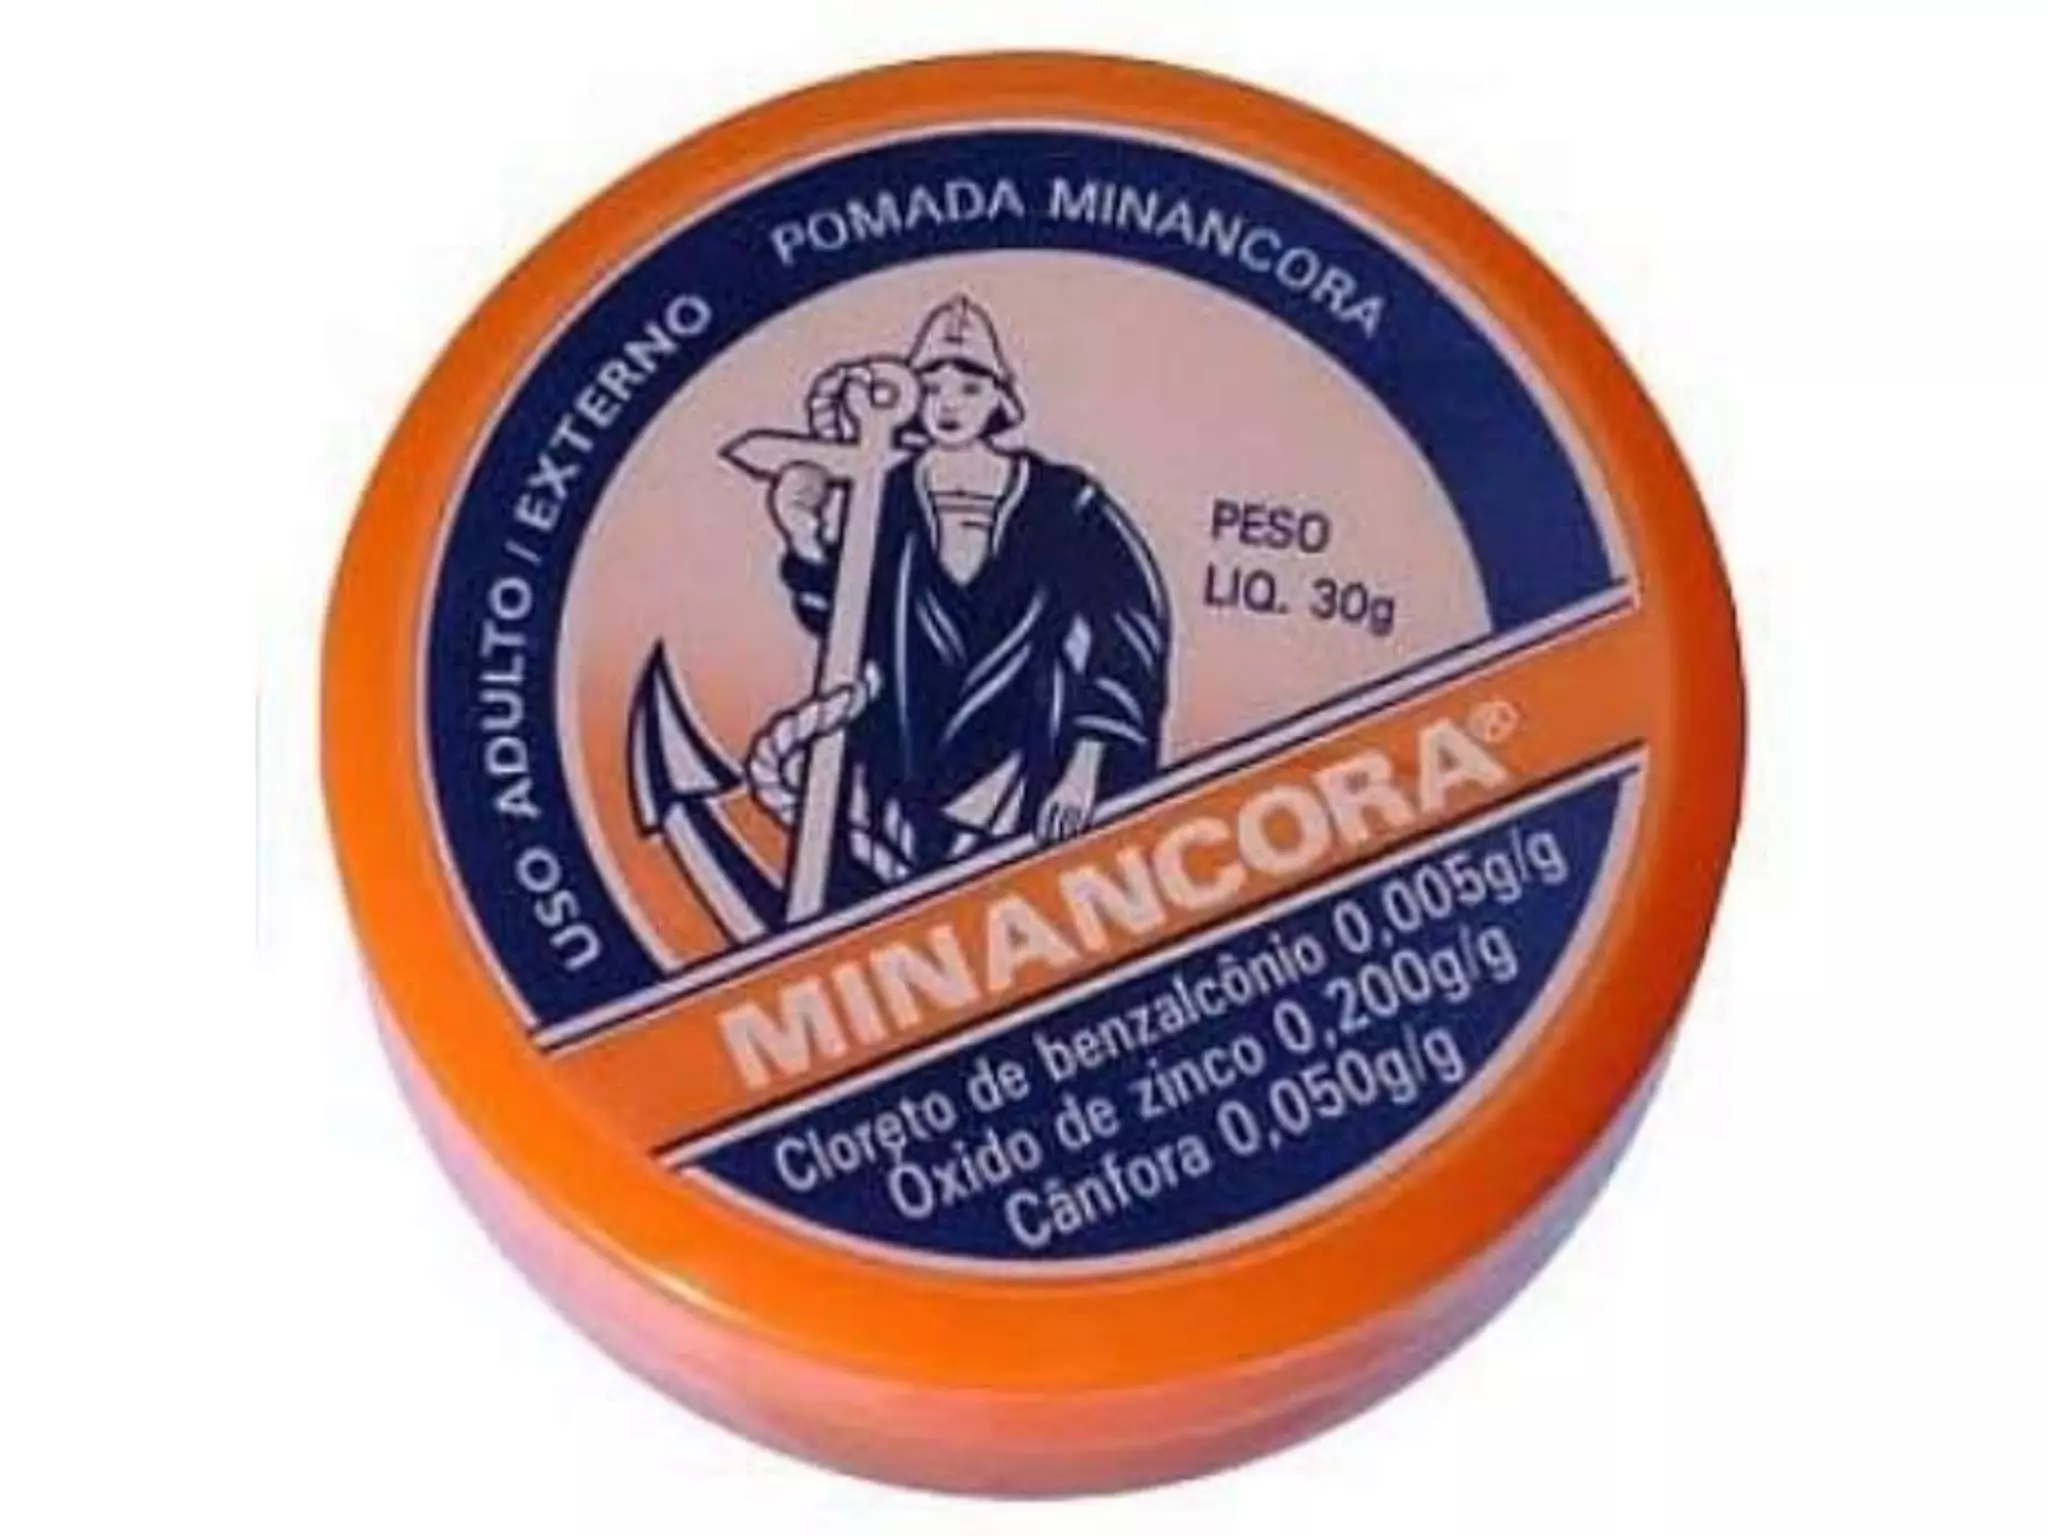 USO ADULTO / EXTERNO POMADA MINANCORA
PESO
LIQ. 30g
MINANCORA®
Cloreto de benzalcônio 0,005g/g
Óxido de zinco 0,200g/g
Cânfora 0,050g/g